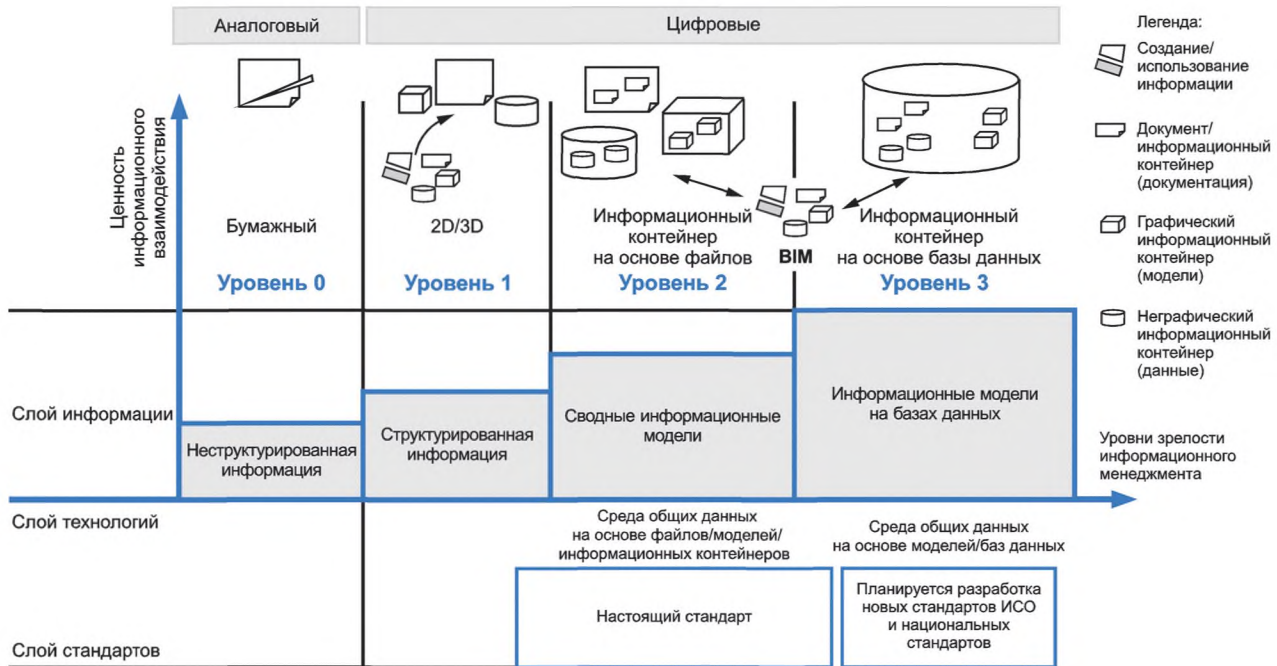 Аналоговый
Цифровые
Ценность
информационного
взаимодействия
Бумажный
Уровень 0
2D/3D
Уровень 1
Информационный
контейнер
на основе файлов
Уровень 2
BIM
Информационный
контейнер
на основе базы данных
Уровень 3
Легенда:
Создание/
использование
информации
Документ/
информационный
контейнер
(документация)
Графический
информационный
контейнер
(модели)
Неграфический
информационный
контейнер
(данные)
Слой информации
Неструктурированная
информация
Структурированная
информация
Сводные информационные
модели
Информационные модели
на базах данных
Уровни зрелости
информационного
менеджмента
Слой технологий
Среда общих данных
на основе файлов/моделей/
информационных контейнеров
Среда общих данных
на основе моделей/баз данных
Слой стандартов
Настоящий стандарт
Планируется разработка
новых стандартов ИСО
и национальных
стандартов